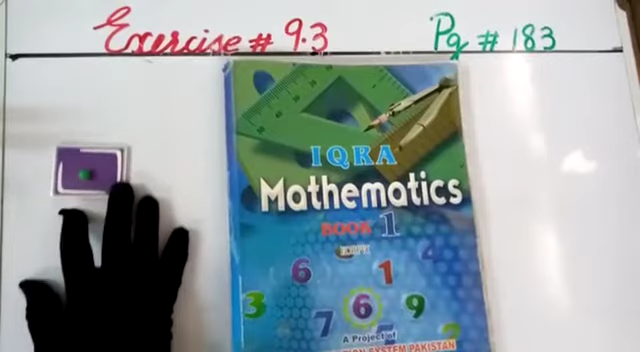 Exercise # 9.3 Pg # 183
IQRA
Mathematics
BOOK 1
6 1 4
3 6 9
7
A Project of
SYSTEM PAKISTAN